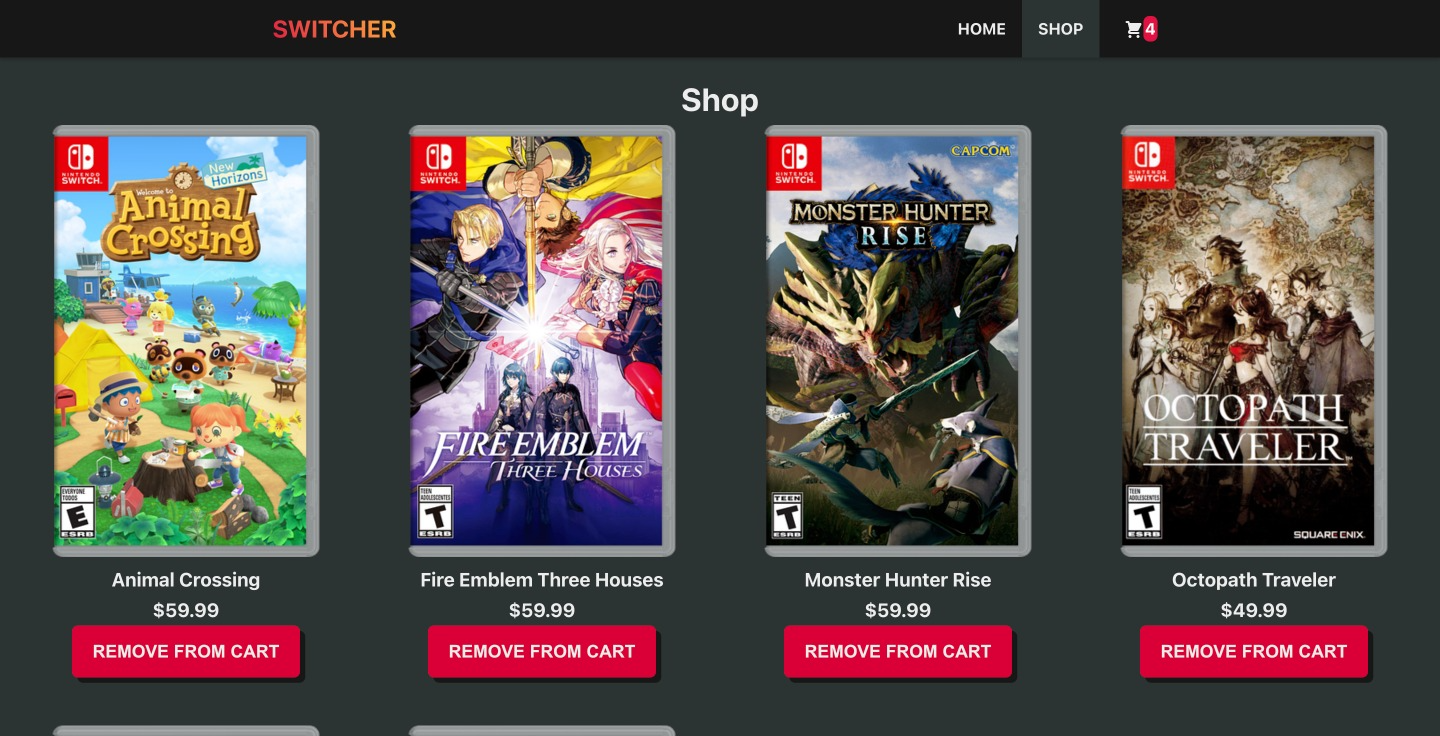 SWITCHER
HOME
SHOP
4
Shop
NINTENDO
SWITCH.
Welcome to
Animal
Crossing
New
Horizons
EVERYONE
TODOS
E
ESRB
Animal Crossing
$59.99
REMOVE FROM CART
NINTENDO
SWITCH.
FIRE EMBLEM
THREE HOUSES
TEEN
ADOLESCENTES
T
ESRB
Fire Emblem Three Houses
$59.99
REMOVE FROM CART
NINTENDO
SWITCH.
CAPCOM
MONSTER HUNTER
RISE
TEEN
T
ESRB
Monster Hunter Rise
$59.99
REMOVE FROM CART
NINTENDO
SWITCH.
OCTOPATH
TRAVELER
TEEN
ADOLESCENTES
T
ESRB
SQUARE ENIX.
Octopath Traveler
$49.99
REMOVE FROM CART